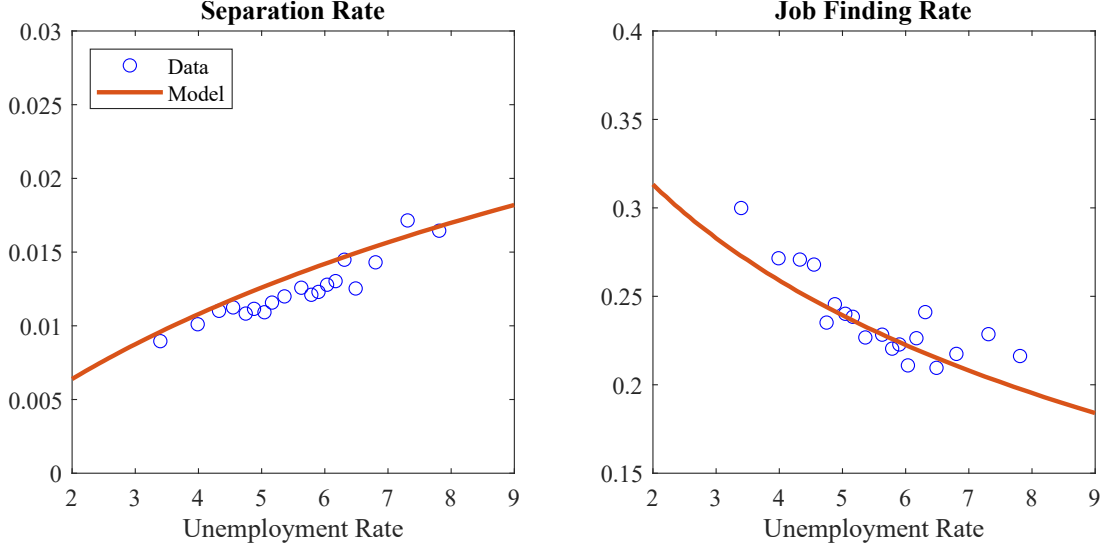 Separation Rate
0.03
0.025
0.02
0.015
0.01
0.005
0
Data
Model
2 3 4 5 6 7 8 9
Unemployment Rate
Job Finding Rate
0.4
0.35
0.3
0.25
0.2
0.15
2 3 4 5 6 7 8 9
Unemployment Rate